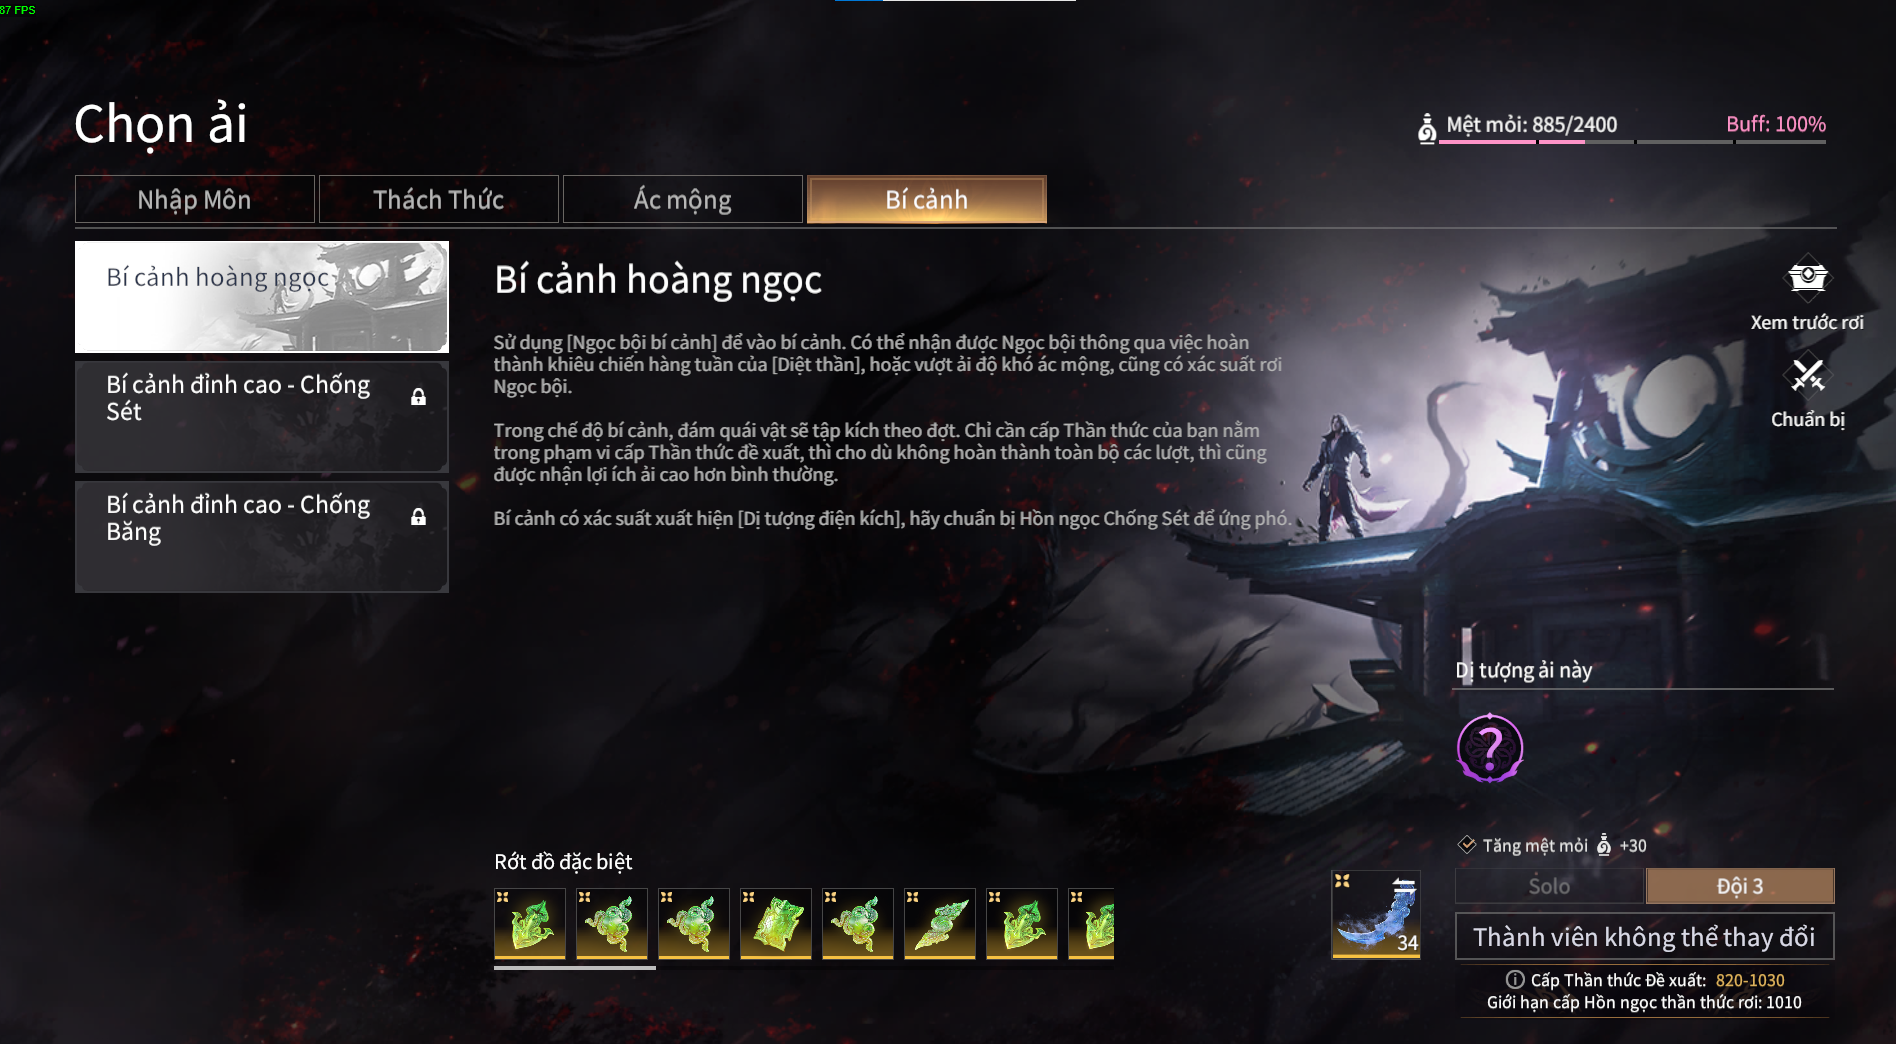 87 FPS
Chọn ải
Mệt mỏi: 885/2400
Buff: 100%
Nhập Môn
Thách Thức
Ác mộng
Bí cảnh
Bí cảnh hoàng ngọc
Bí cảnh đỉnh cao - Chống
Sét
Bí cảnh đỉnh cao - Chống
Băng
Bí cảnh hoàng ngọc
Sử dụng [Ngọc bội bí cảnh] để vào bí cảnh. Có thể nhận được Ngọc bội thông qua việc hoàn
thành khiêu chiến hàng tuần của [Diệt thần], hoặc vượt ải độ khó ác mộng, cũng có xác suất rơi
Ngọc bội.
Trong chế độ bí cảnh, đám quái vật sẽ tập kích theo đợt. Chỉ cần cấp Thần thức của bạn nằm
trong phạm vi cấp Thần thức đề xuất, thì cho dù không hoàn thành toàn bộ các lượt, thì cũng
được nhận lợi ích ải cao hơn bình thường.
Bí cảnh có xác suất xuất hiện [Dị tượng điện kích], hãy chuẩn bị Hồn ngọc Chống Sét để ứng phó.
Xem trước rơi
Chuẩn bị
Dị tượng ải này
?
Tăng mệt mỏi +30
Rớt đồ đặc biệt
34
Solo
Đội 3
Thành viên không thể thay đổi
Cấp Thần thức Đề xuất: 820-1030
Giới hạn cấp Hồn ngọc thần thức rơi: 1010